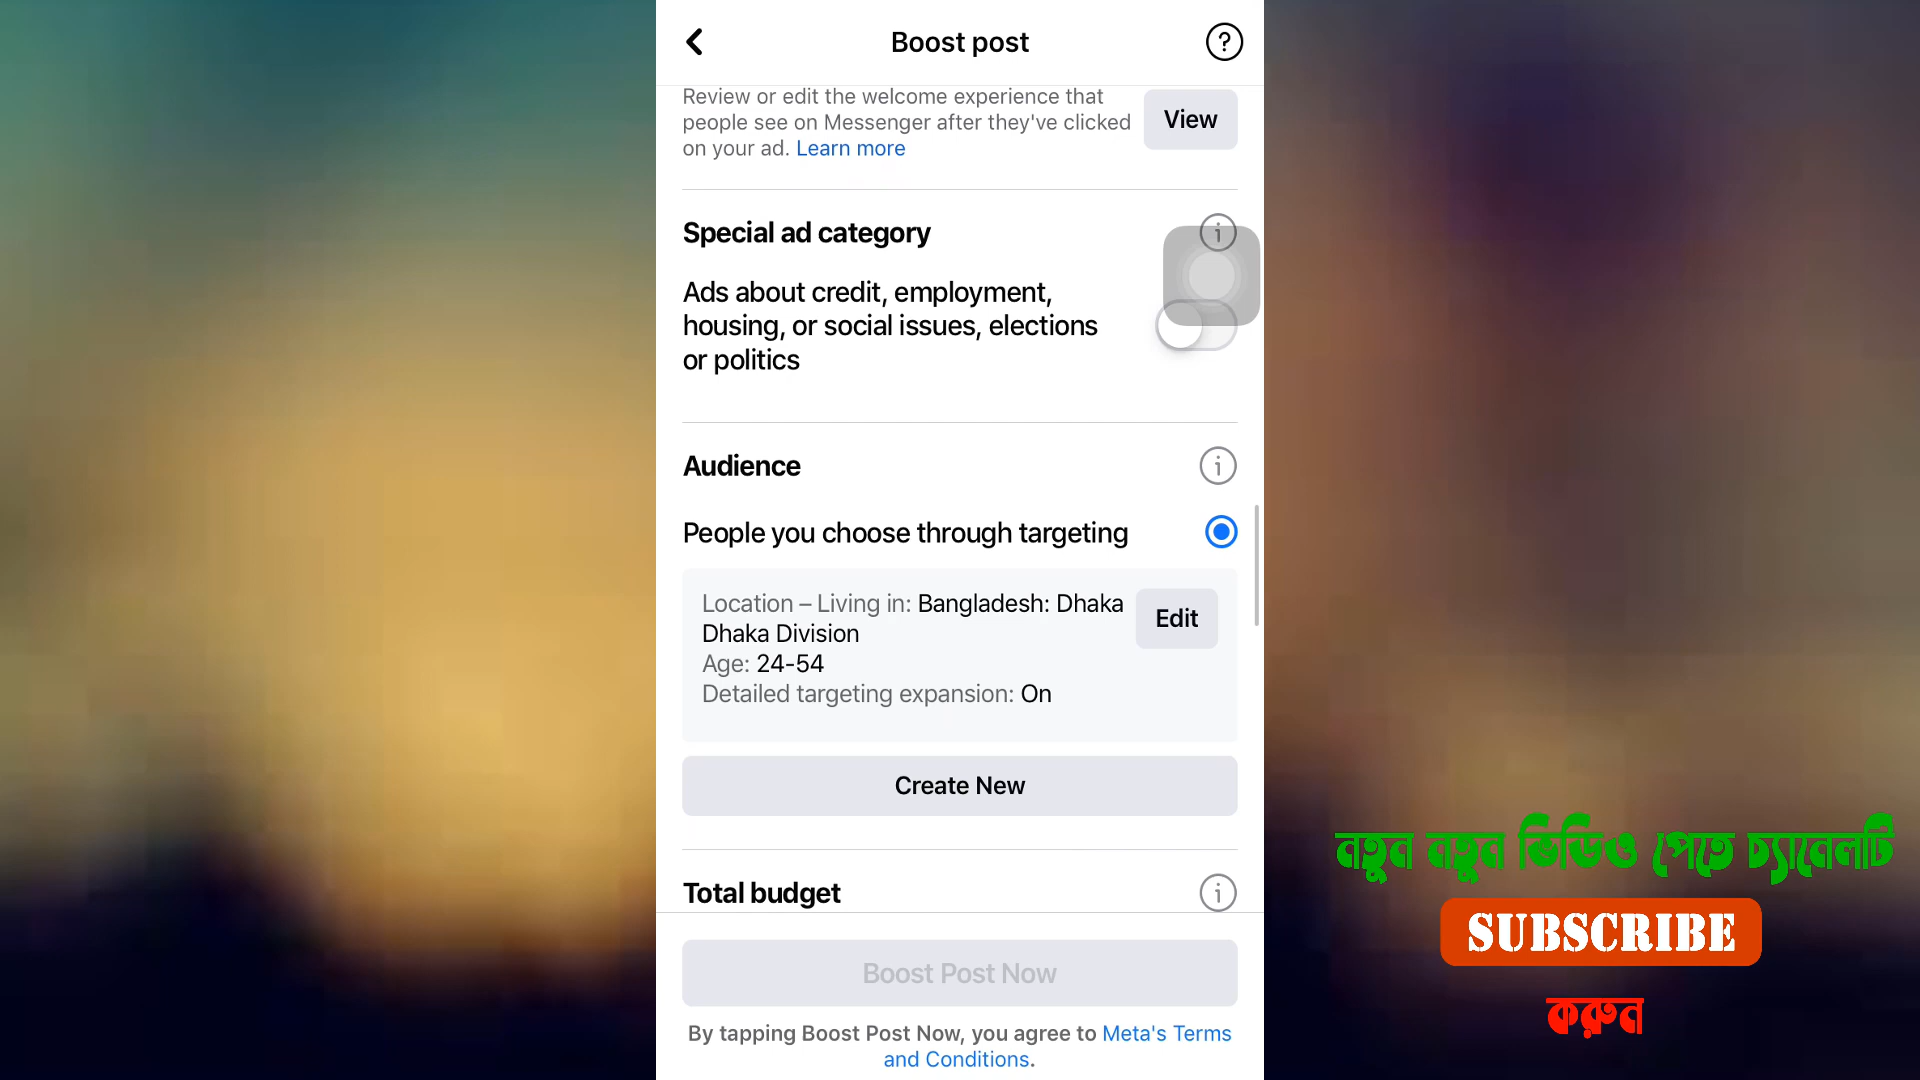 Boost post
Review or edit the welcome experience that
people see on Messenger after they've clicked
on your ad. Learn more
View
Special ad category
Ads about credit, employment,
housing, or social issues, elections
or politics
Audience
People you choose through targeting
Location – Living in: Bangladesh: Dhaka
Dhaka Division
Age: 24-54
Detailed targeting expansion: On
Edit
Create New
Total budget
Boost Post Now
By tapping Boost Post Now, you agree to Meta's Terms
and Conditions.
নতুন নতুন ভিডিও পেতে চ্যানেলটি
SUBSCRIBE
করুন